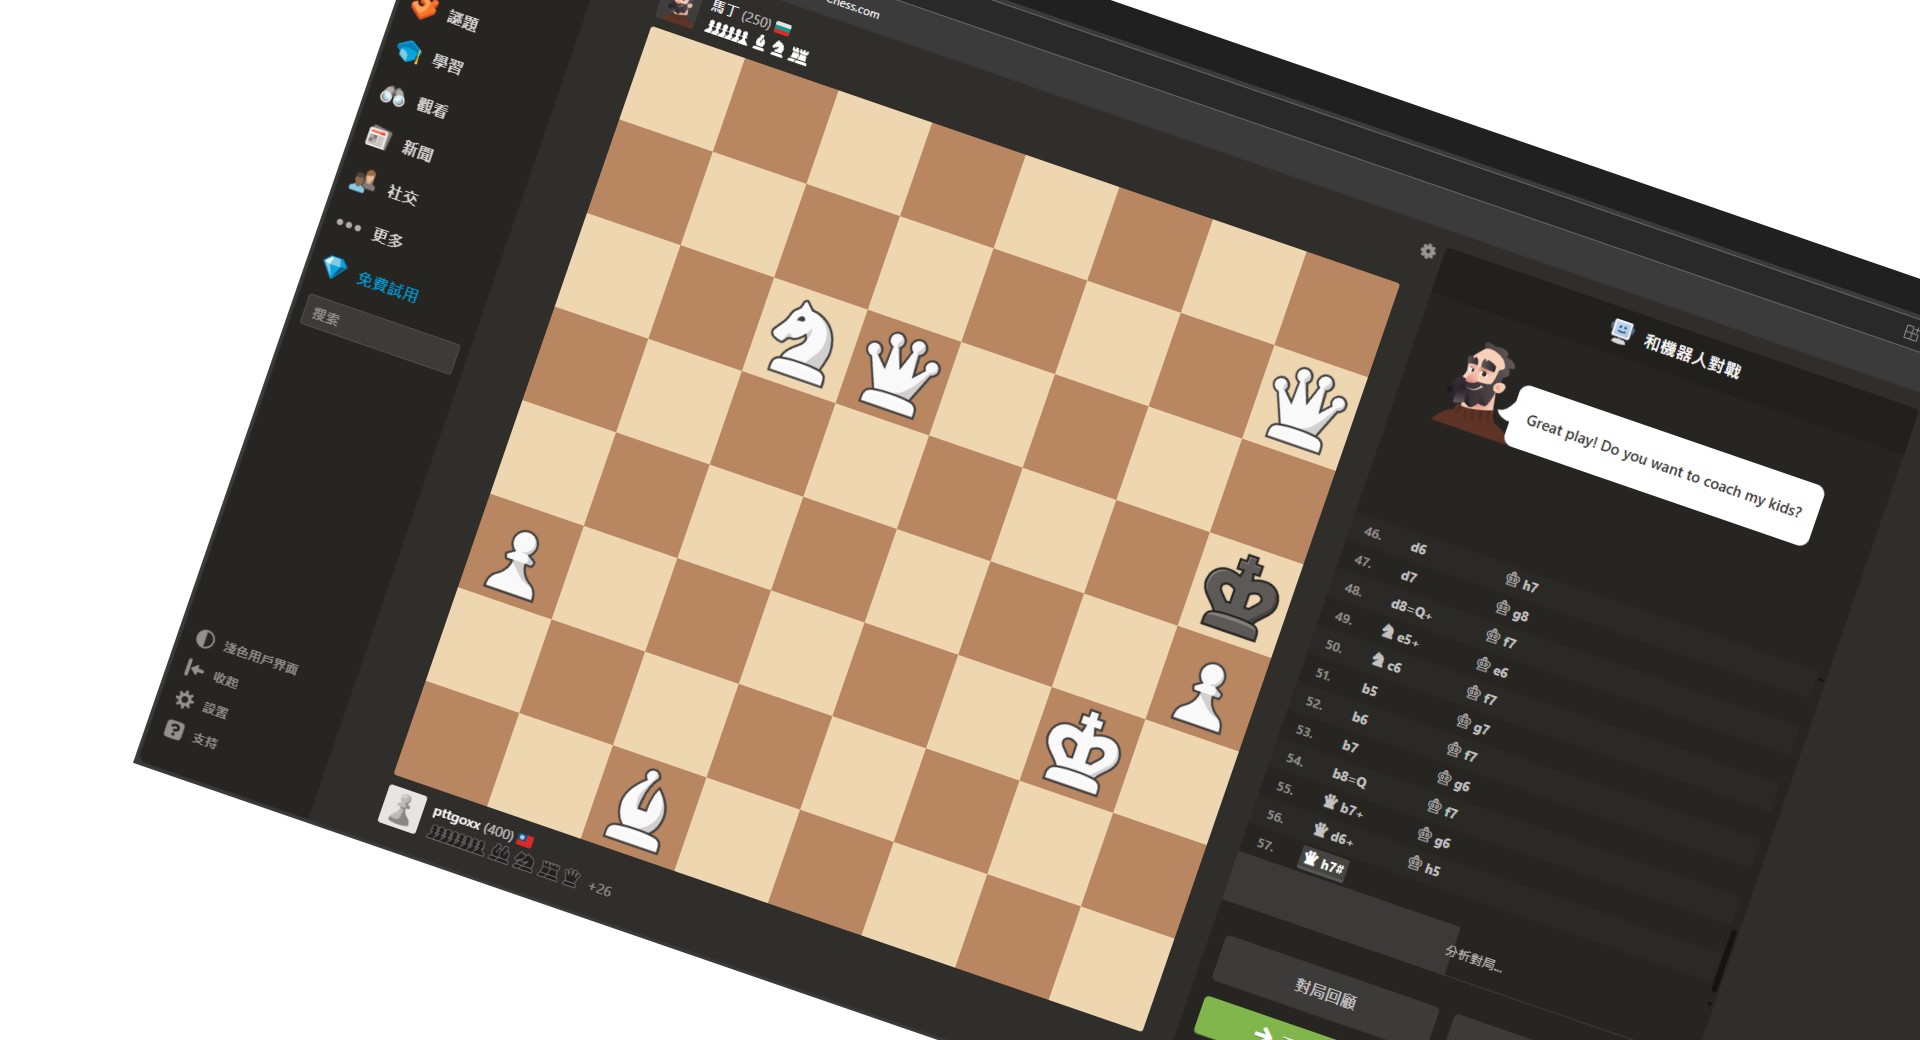 chess.com
謎題
學習
觀看
新聞
社交
更多
免費試用
搜索
淺色用戶界面
收起
設置
支持
馬丁 (250)
pttgoxx (400)
+26
和機器人對戰
Great play! Do you want to coach my kids?
46. d6 h7
47. d7 g8
48. d8=Q+ f7
49. e5+ e6
50. c6 f7
51. b5 g7
52. b6 f7
53. b7 g6
54. b8=Q f7
55. b7+ g6
56. d6+ h5
57. h7#
分析對局...
對局回顧